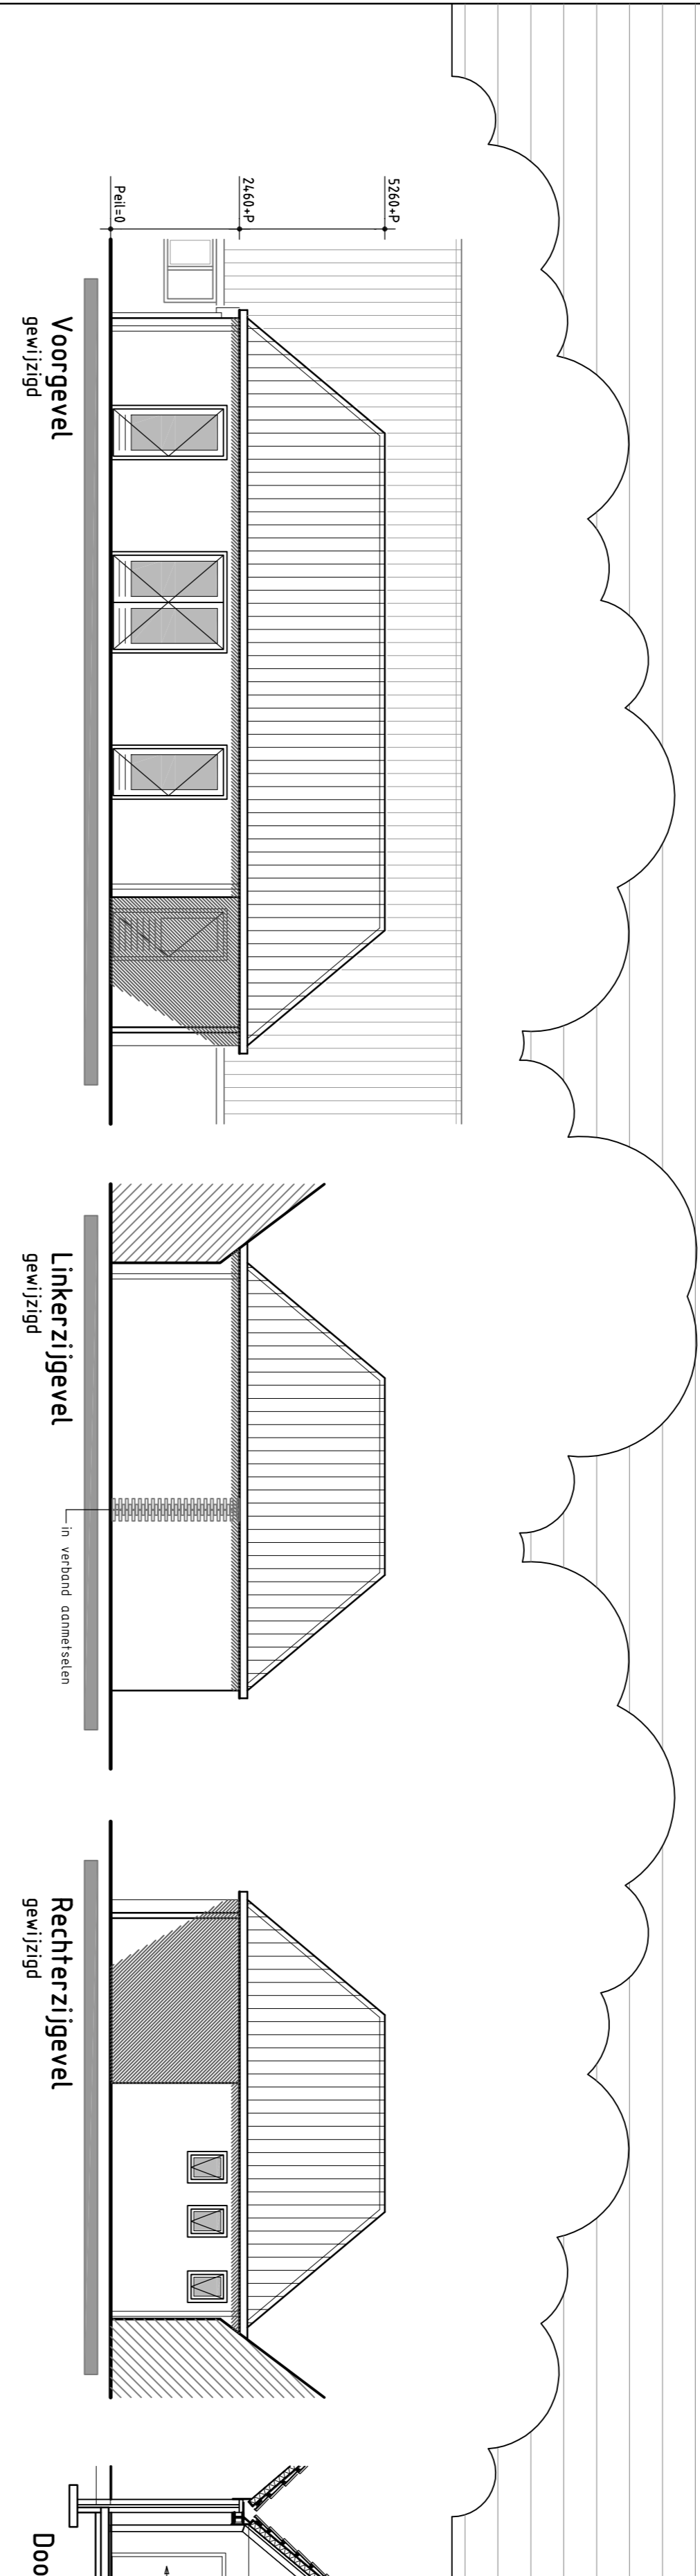 5260+P
2460+P
Peil=0
Voorgevel
gewijzigd
Linkerzijgevel
gewijzigd
in verband aanmetselen
Rechterzijgevel
gewijzigd
Doo